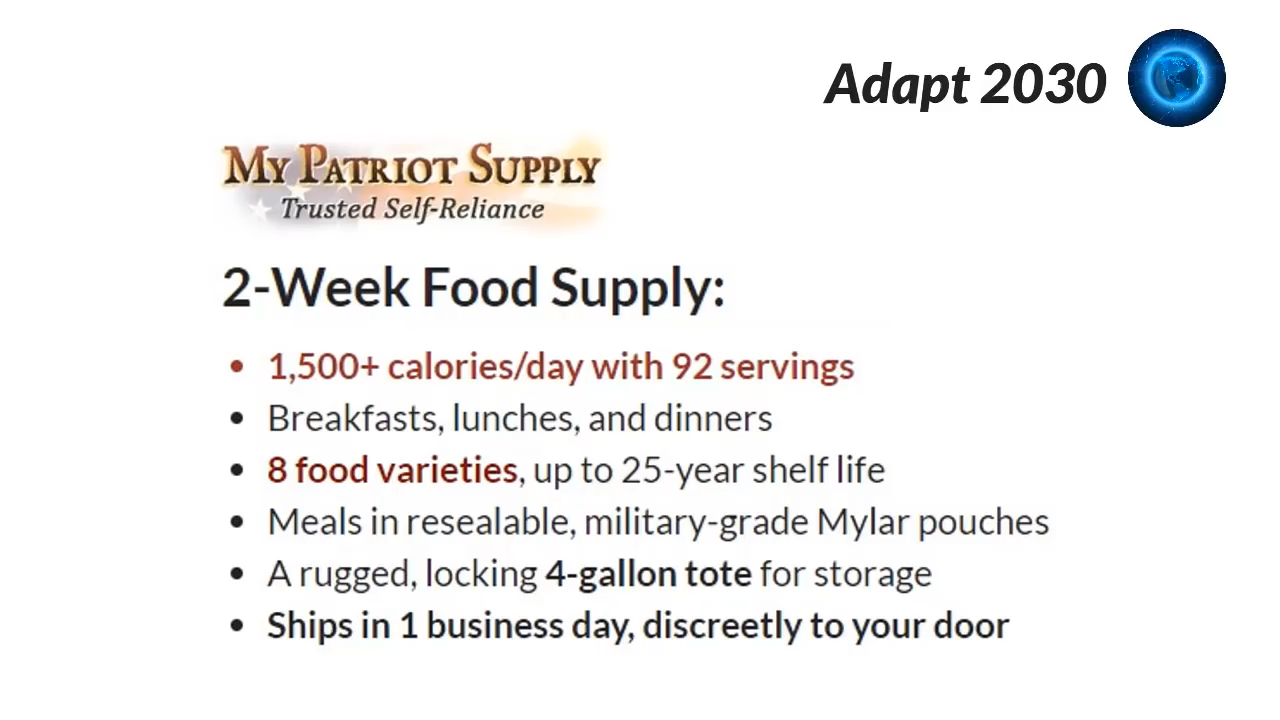 Adapt 2030
My Patriot Supply
Trusted Self-Reliance
2-Week Food Supply:
• 1,500+ calories/day with 92 servings
• Breakfasts, lunches, and dinners
• 8 food varieties, up to 25-year shelf life
• Meals in resealable, military-grade Mylar pouches
• A rugged, locking 4-gallon tote for storage
• Ships in 1 business day, discreetly to your door